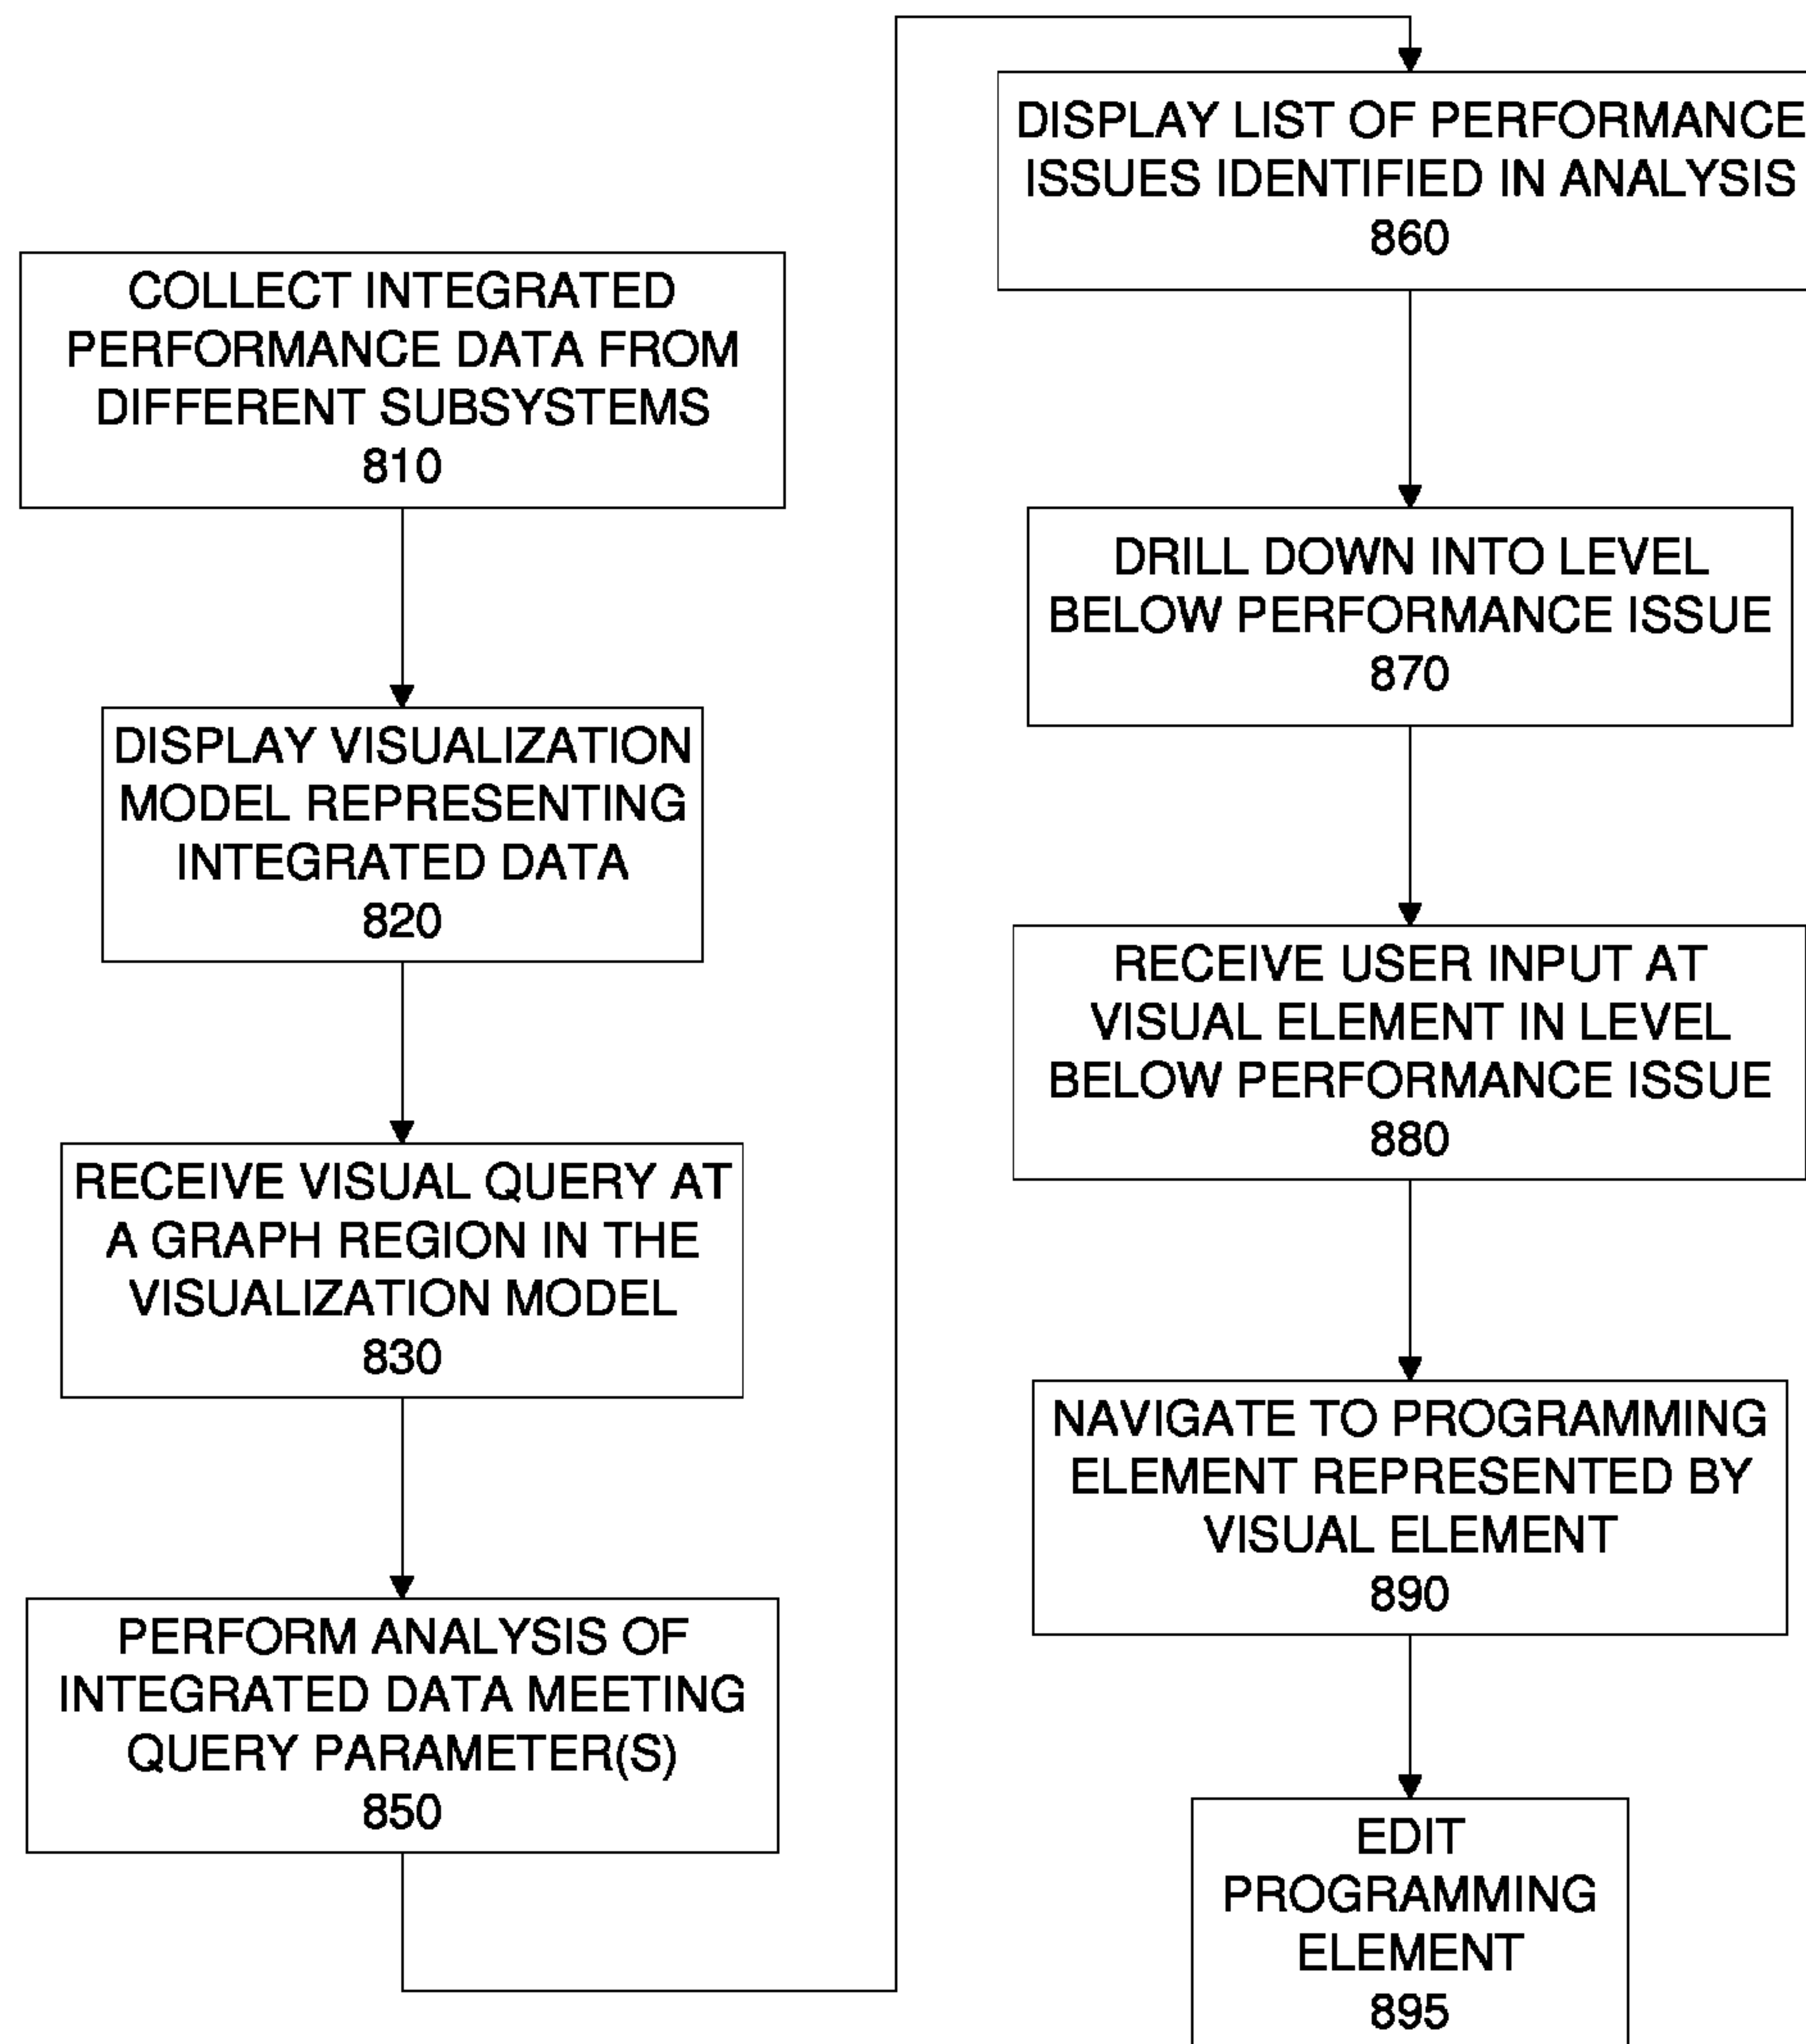 COLLECT INTEGRATED
PERFORMANCE DATA FROM
DIFFERENT SUBSYSTEMS
810
DISPLAY VISUALIZATION
MODEL REPRESENTING
INTEGRATED DATA
820
RECEIVE VISUAL QUERY AT
A GRAPH REGION IN THE
VISUALIZATION MODEL
830
PERFORM ANALYSIS OF
INTEGRATED DATA MEETING
QUERY PARAMETER(S)
850
DISPLAY LIST OF PERFORMANCE
ISSUES IDENTIFIED IN ANALYSIS
860
DRILL DOWN INTO LEVEL
BELOW PERFORMANCE ISSUE
870
RECEIVE USER INPUT AT
VISUAL ELEMENT IN LEVEL
BELOW PERFORMANCE ISSUE
880
NAVIGATE TO PROGRAMMING
ELEMENT REPRESENTED BY
VISUAL ELEMENT
890
EDIT
PROGRAMMING
ELEMENT
895